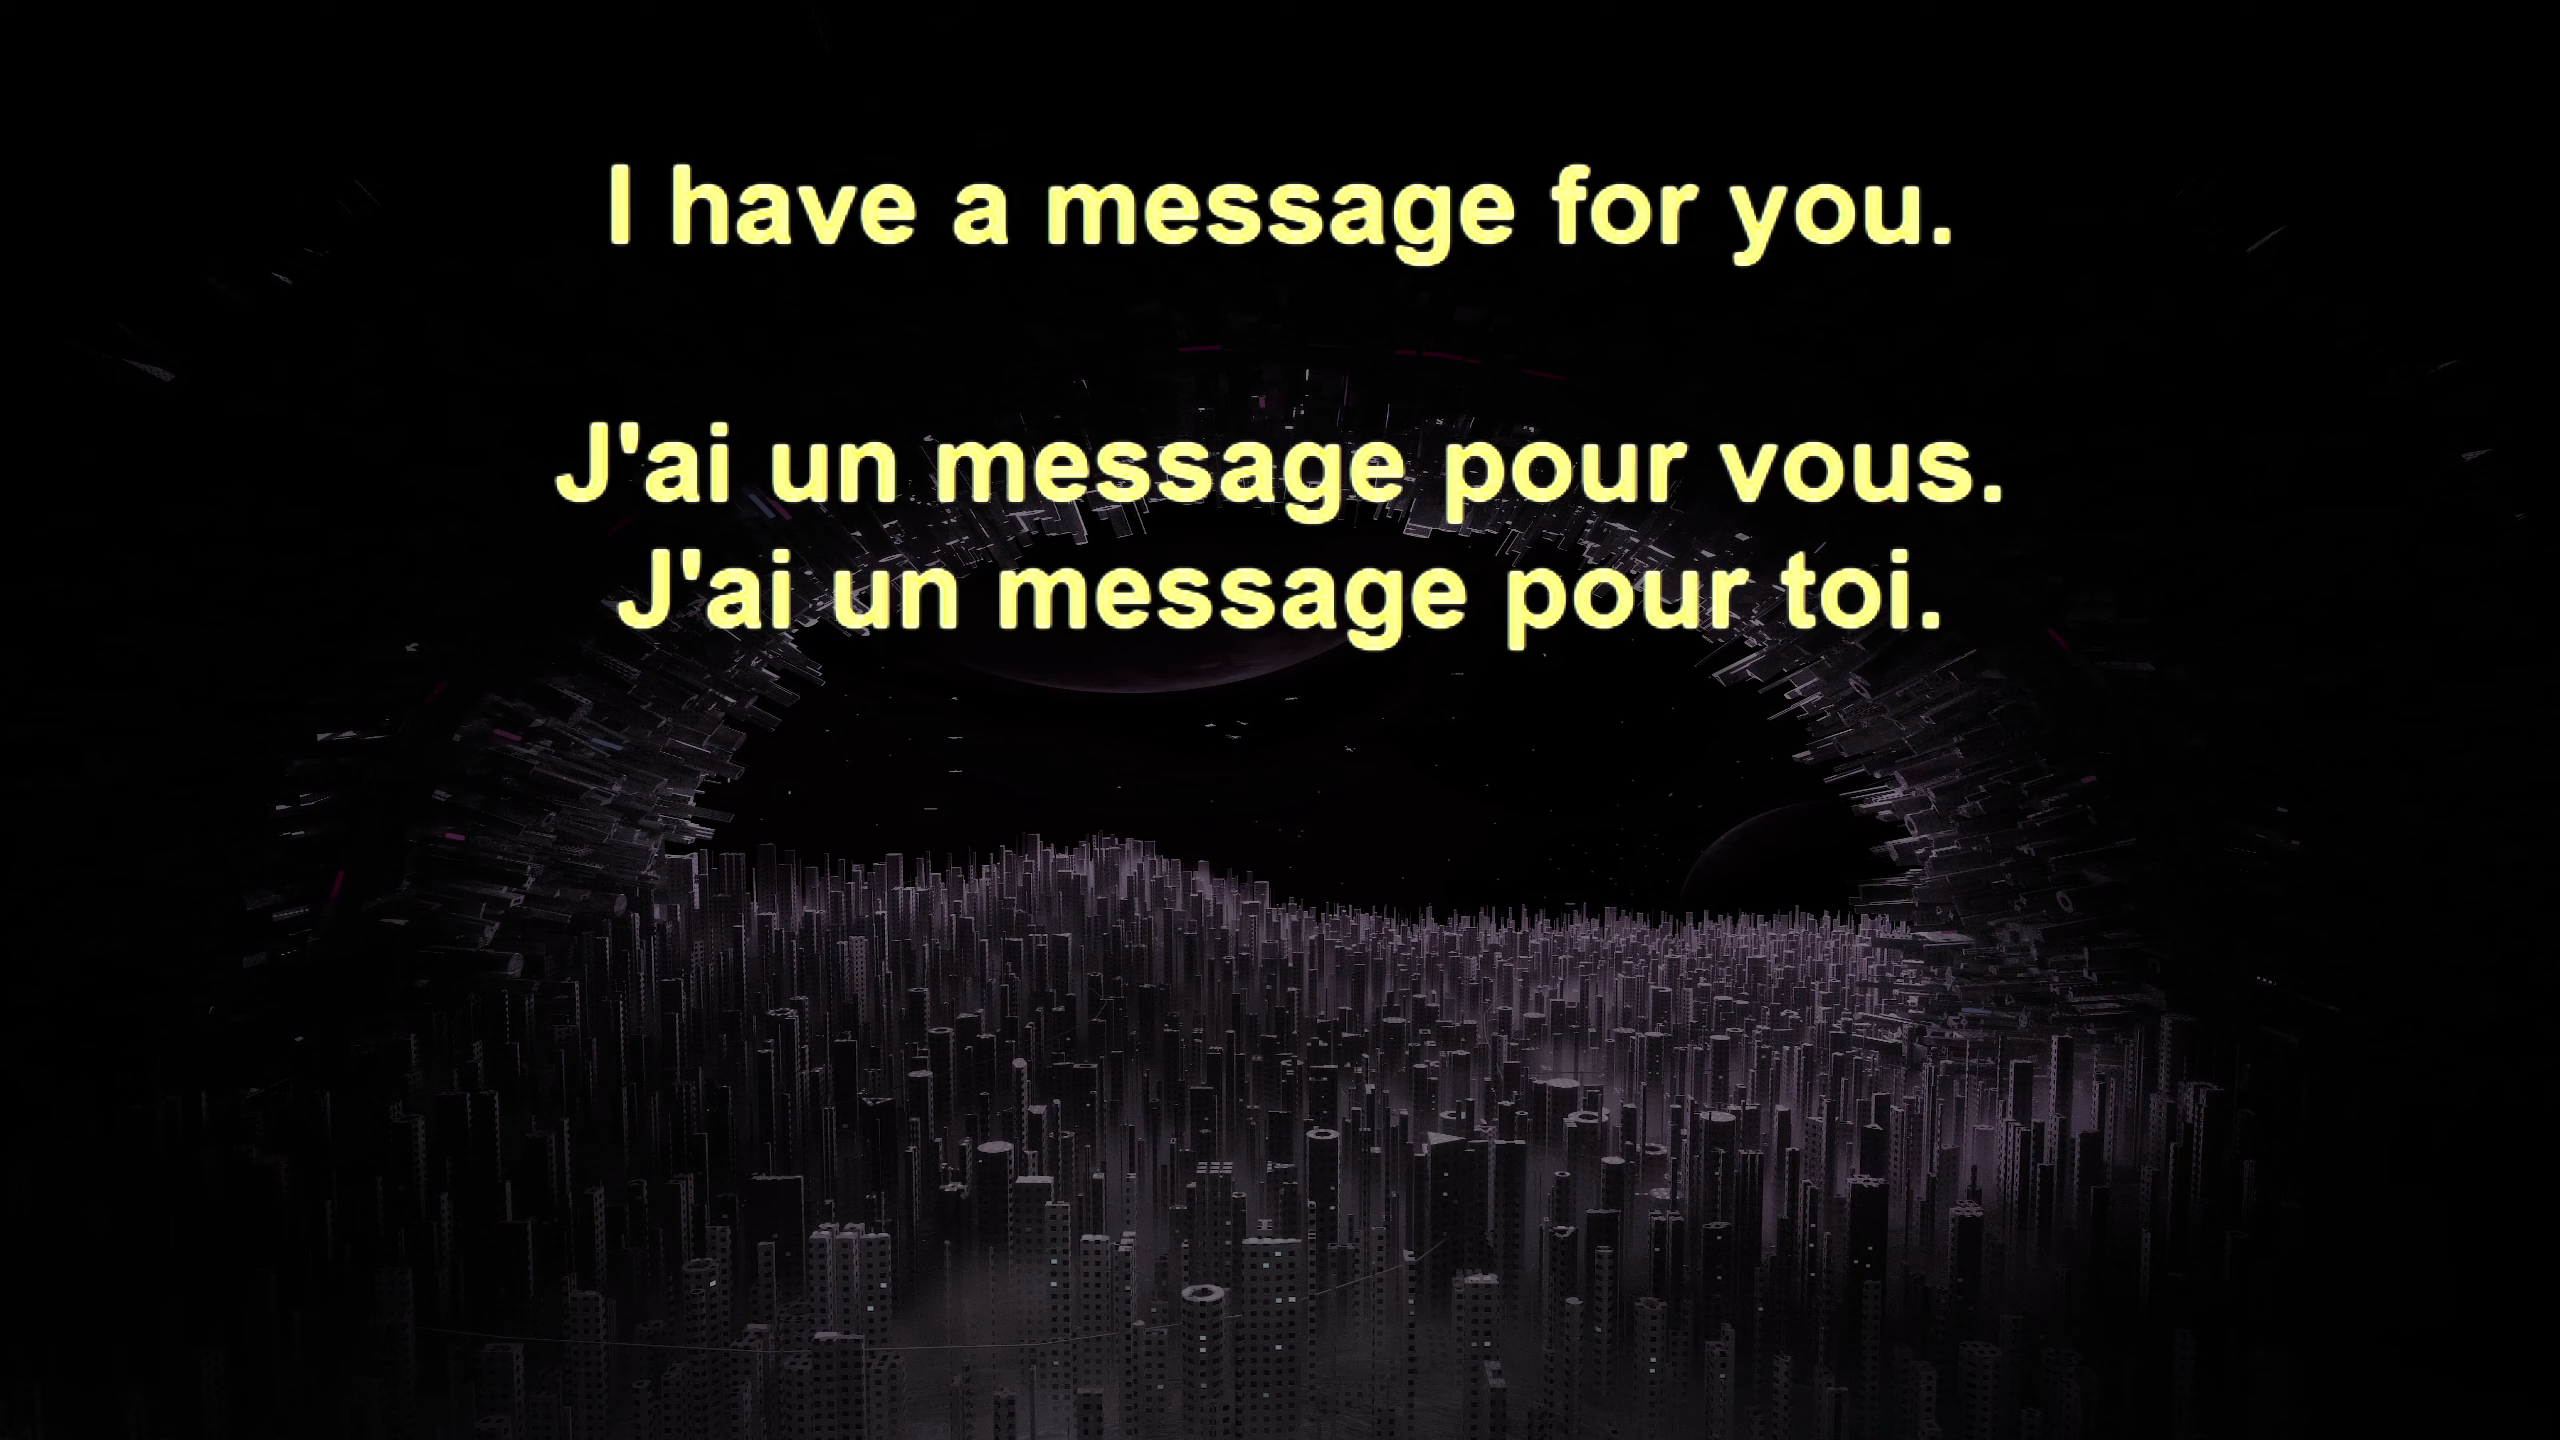 I have a message for you.
J'ai un message pour vous.
J'ai un message pour toi.